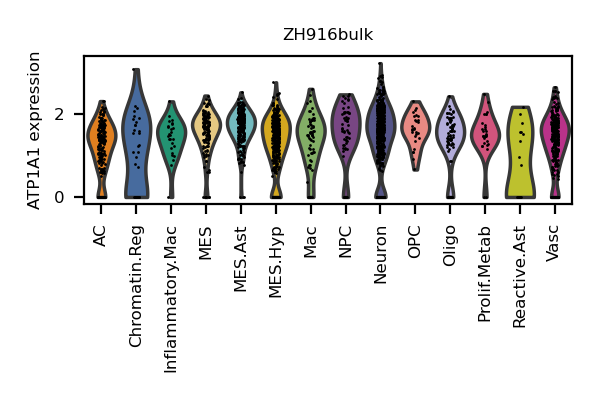 ZH916bulk
ATP1A1 expression
2
0
AC
Chromatin.Reg
Inflammatory.Mac
MES
MES.Ast
MES.Hyp
Mac
NPC
Neuron
OPC
Oligo
Prolif.Metab
Reactive.Ast
Vasc